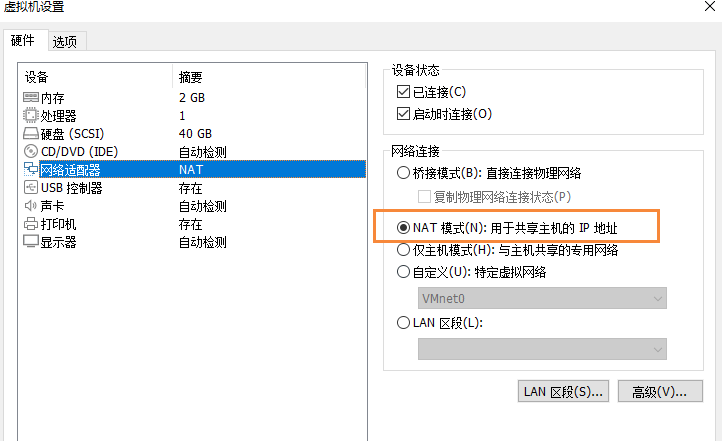 虚拟机设置
硬件 选项
设备 摘要
内存 2 GB
处理器 1
硬盘 (SCSI) 40 GB
CD/DVD (IDE) 自动检测
网络适配器 NAT
USB 控制器 存在
声卡 自动检测
打印机 存在
显示器 自动检测
设备状态
已连接(C)
启动时连接(O)
网络连接
桥接模式(B): 直接连接物理网络
复制物理网络连接状态(P)
NAT 模式(N): 用于共享主机的 IP 地址
仅主机模式(H): 与主机共享的专用网络
自定义(U): 特定虚拟网络
VMnet0
LAN 区段(L):
LAN 区段(S)... 高级(V)...